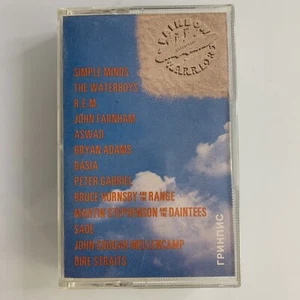 RAINBOW
WARRIORS
SIMPLE MINDS
THE WATERBOYS
R.E.M.
JOHN FARNHAM
ASWAD
BRYAN ADAMS
BASIA
PETER GABRIEL
BRUCE HORNSBY AND THE RANGE
MARTIN STEPHENSON AND THE DAINTEES
SADE
JOHN COUGAR MELLENCAMP
DIRE STRAITS
ГРИНПИС